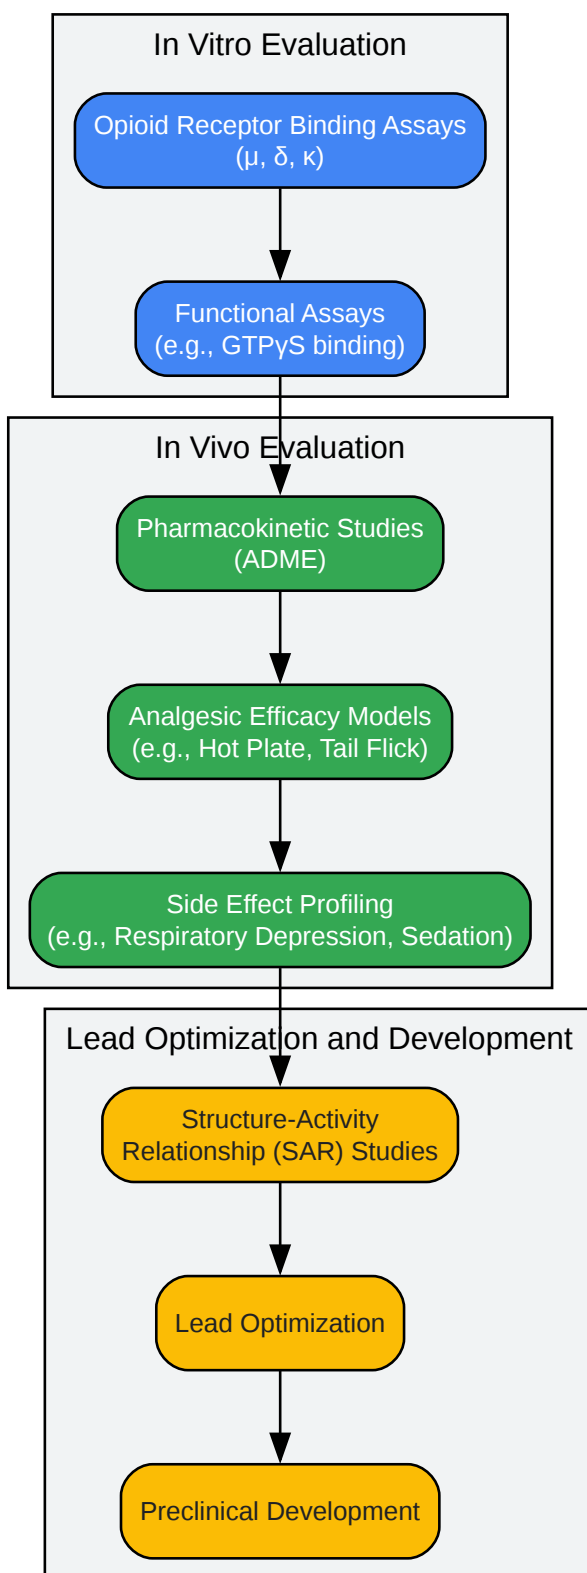 In Vitro Evaluation
Opioid Receptor Binding Assays
(μ, δ, κ)
Functional Assays
(e.g., GTPγS binding)
In Vivo Evaluation
Pharmacokinetic Studies
(ADME)
Analgesic Efficacy Models
(e.g., Hot Plate, Tail Flick)
Side Effect Profiling
(e.g., Respiratory Depression, Sedation)
Lead Optimization and Development
Structure-Activity
Relationship (SAR) Studies
Lead Optimization
Preclinical Development